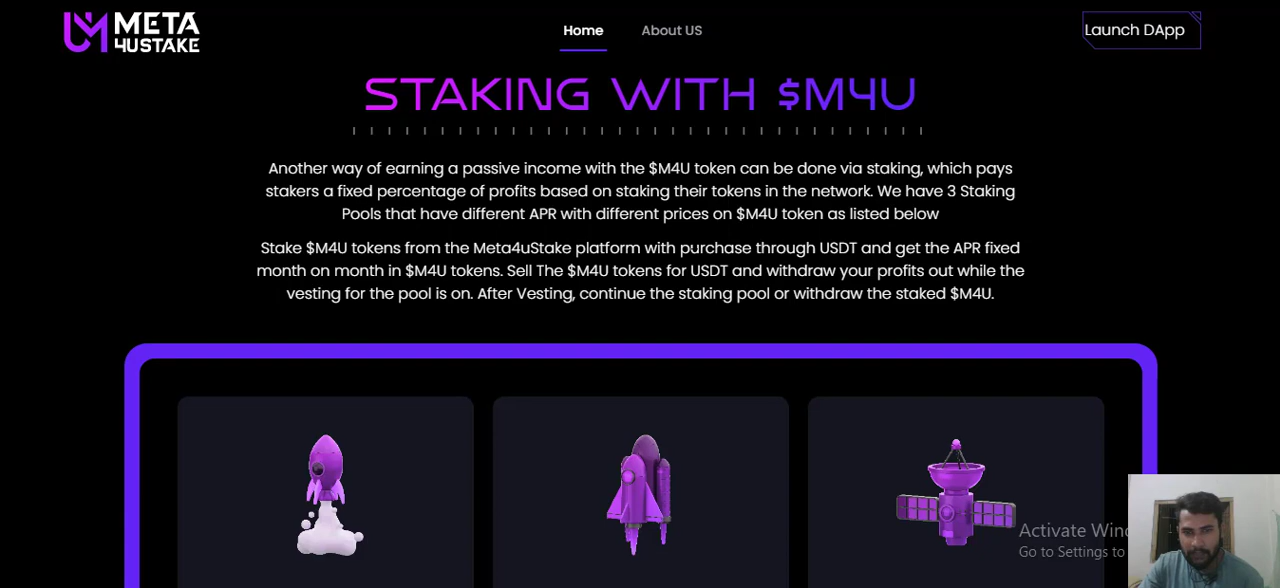 META
4USTAKE
Home
About US
Launch DApp
STAKING WITH $M4U
Another way of earning a passive income with the $M4U token can be done via staking, which pays
stakers a fixed percentage of profits based on staking their tokens in the network. We have 3 Staking
Pools that have different APR with different prices on $M4U token as listed below
Stake $M4U tokens from the Meta4uStake platform with purchase through USDT and get the APR fixed
month on month in $M4U tokens. Sell The $M4U tokens for USDT and withdraw your profits out while the
vesting for the pool is on. After Vesting, continue the staking pool or withdraw the staked $M4U.
Activate Wind
Go to Settings to